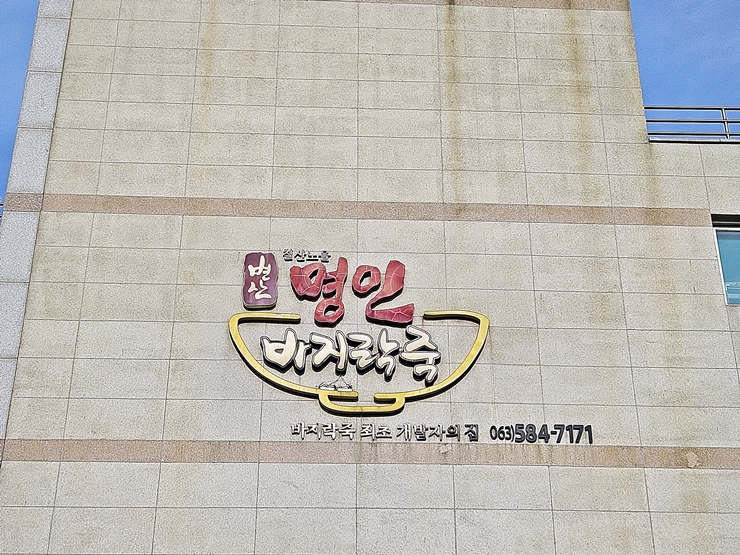 변산
명인
바지락죽
바지락죽 최초 개발자의 집 063)584-7171